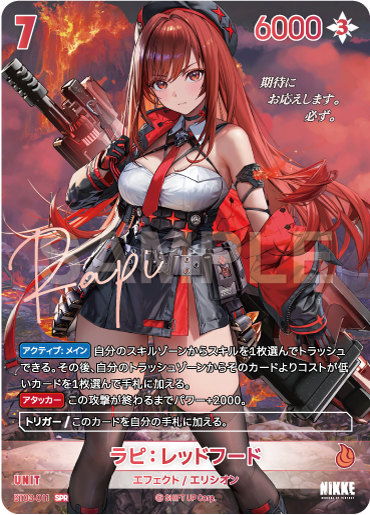 7
6000 3
期待に
お応えします。
必ず。
SAMPLE
Rapi
アクティブ:メイン 自分のスキルゾーンからスキルを1枚選んでトラッシュ
できる。その後、自分のトラッシュゾーンからそのカードよりコストが低
いカードを1枚選んで手札に加える。
アタッカー この攻撃が終わるまでパワー+2000。
トリガー/このカードを自分の手札に加える。
ラピ:レッドフード
UNIT
エフェクト/エリシオン
BT03-011 SPR
© SHIFT UP Corp.
NIKKE